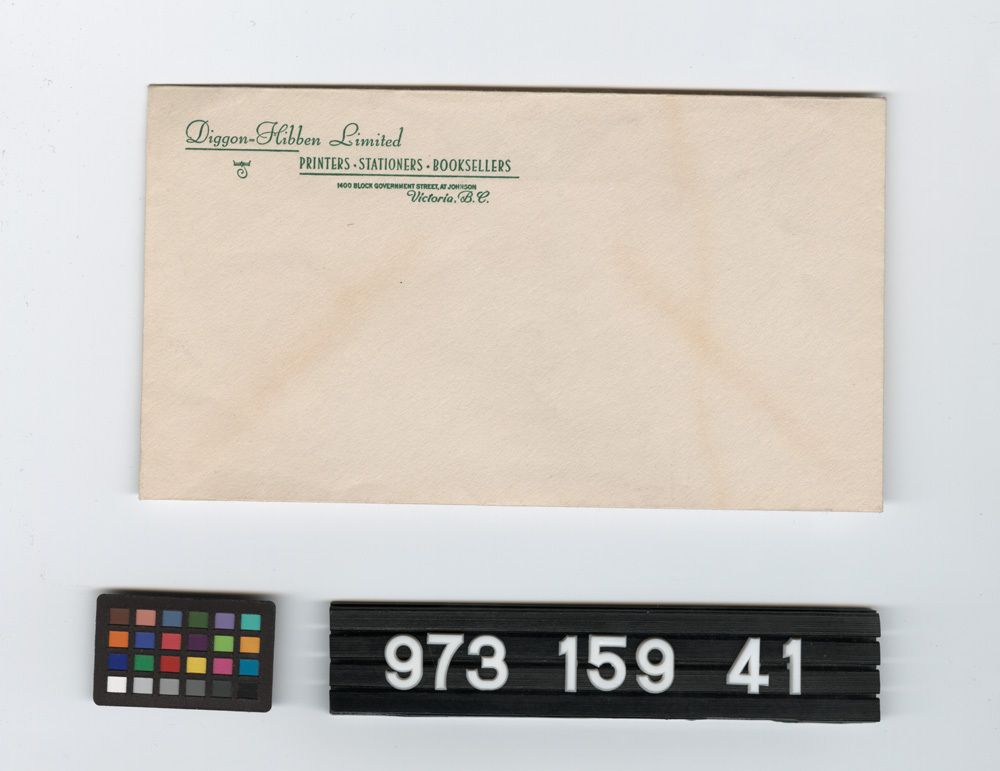 Diggon-Hibben Limited
PRINTERS · STATIONERS · BOOKSELLERS
1400 BLOCK GOVERNMENT STREET, AT JOHNSON
Victoria, B.C.
973 159 41